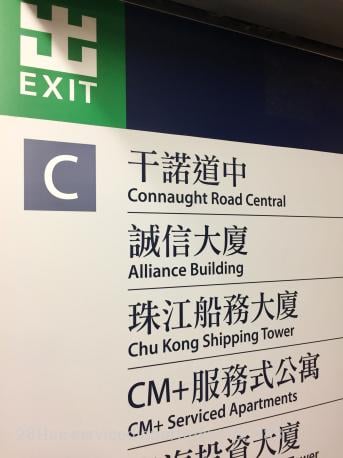 出
EXIT
C
干諾道中
Connaught Road Central
誠信大廈
Alliance Building
珠江船務大廈
Chu Kong Shipping Tower
CM+服務式公寓
CM+ Serviced Apartments
海投資大廈
Tower